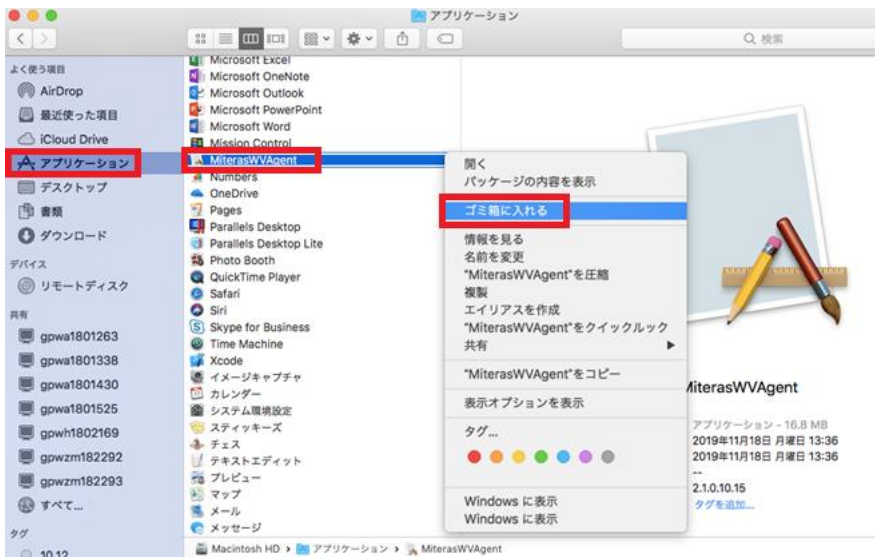 アプリケーション
検索
よく使う項目
AirDrop
最近使った項目
iCloud Drive
アプリケーション
デスクトップ
書類
ダウンロード
デバイス
リモートディスク
共有
gpwa1801263
gpwa1801338
gpwa1801430
gpwa1801525
gpwh1802169
gpwzm182292
gpwzm182293
すべて...
タグ
10.12
Microsoft Excel
Microsoft OneNote
Microsoft Outlook
Microsoft PowerPoint
Microsoft Word
Mission Control
MiterasWVAgent
Numbers
OneDrive
Pages
Parallels Desktop
Parallels Desktop Lite
Photo Booth
QuickTime Player
Safari
Siri
Skype for Business
Time Machine
Xcode
イメージキャプチャ
カレンダー
システム環境設定
スティッキーズ
チェス
テキストエディット
プレビュー
マップ
メール
メッセージ
開く
パッケージの内容を表示
ゴミ箱に入れる
情報を見る
名前を変更
"MiterasWVAgent"を圧縮
複製
エイリアスを作成
"MiterasWVAgent"をクイックルック
共有
"MiterasWVAgent"をコピー
表示オプションを表示
タグ...
Windows に表示
Windows に表示
MiterasWVAgent
アプリケーション - 16.8 MB
2019年11月18日 月曜日 13:36
2019年11月18日 月曜日 13:36
--
2.1.0.10.15
タグを追加...
Macintosh HD › アプリケーション › MiterasWVAgent